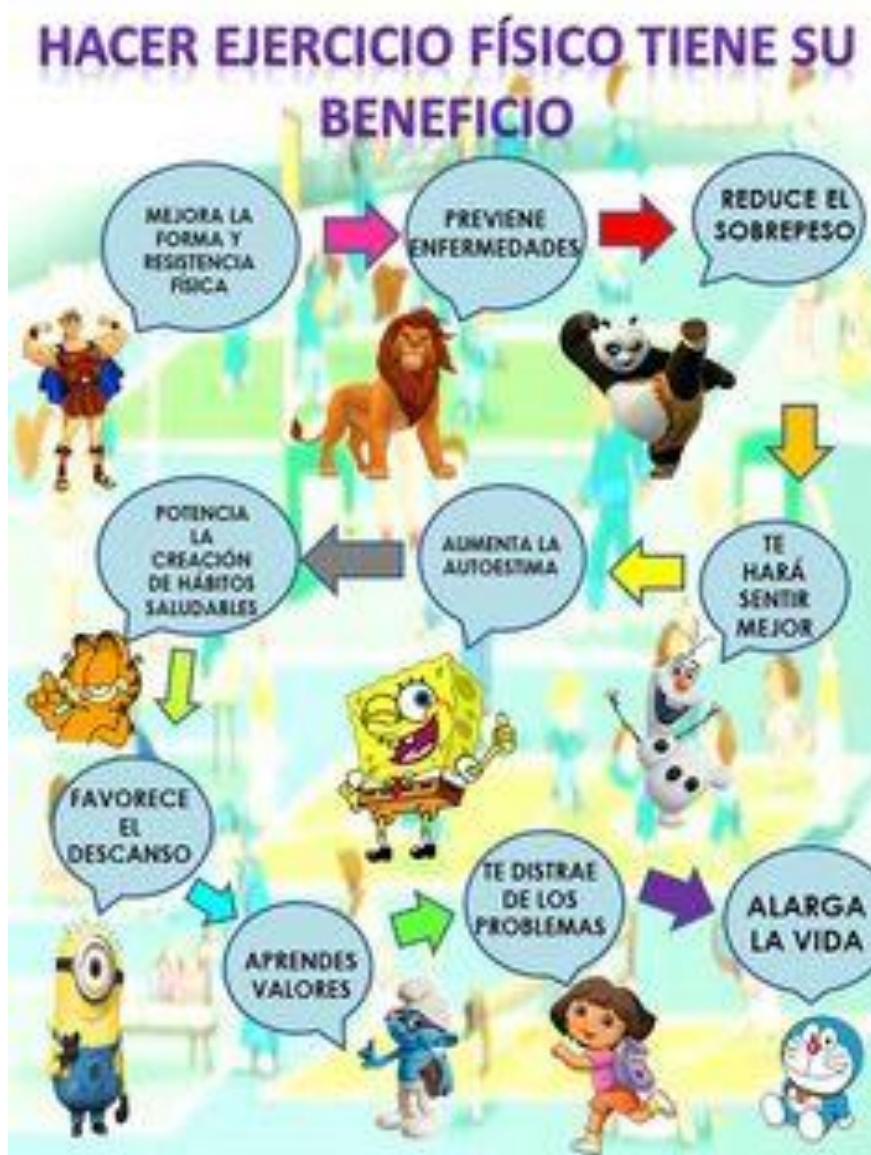 HACER EJERCICIO FÍSICO TIENE SU
BENEFICIO
MEJORA LA
FORMA Y
RESISTENCIA
FÍSICA
PREVIENE
ENFERMEDADES
REDUCE EL
SOBREPESO
TE
HARÁ
SENTIR
MEJOR
AUMENTA LA
AUTOESTIMA
POTENCIA
LA
CREACIÓN
DE HÁBITOS
SALUDABLES
FAVORECE
EL
DESCANSO
APRENDES
VALORES
TE DISTRAE
DE LOS
PROBLEMAS
ALARGA
LA VIDA